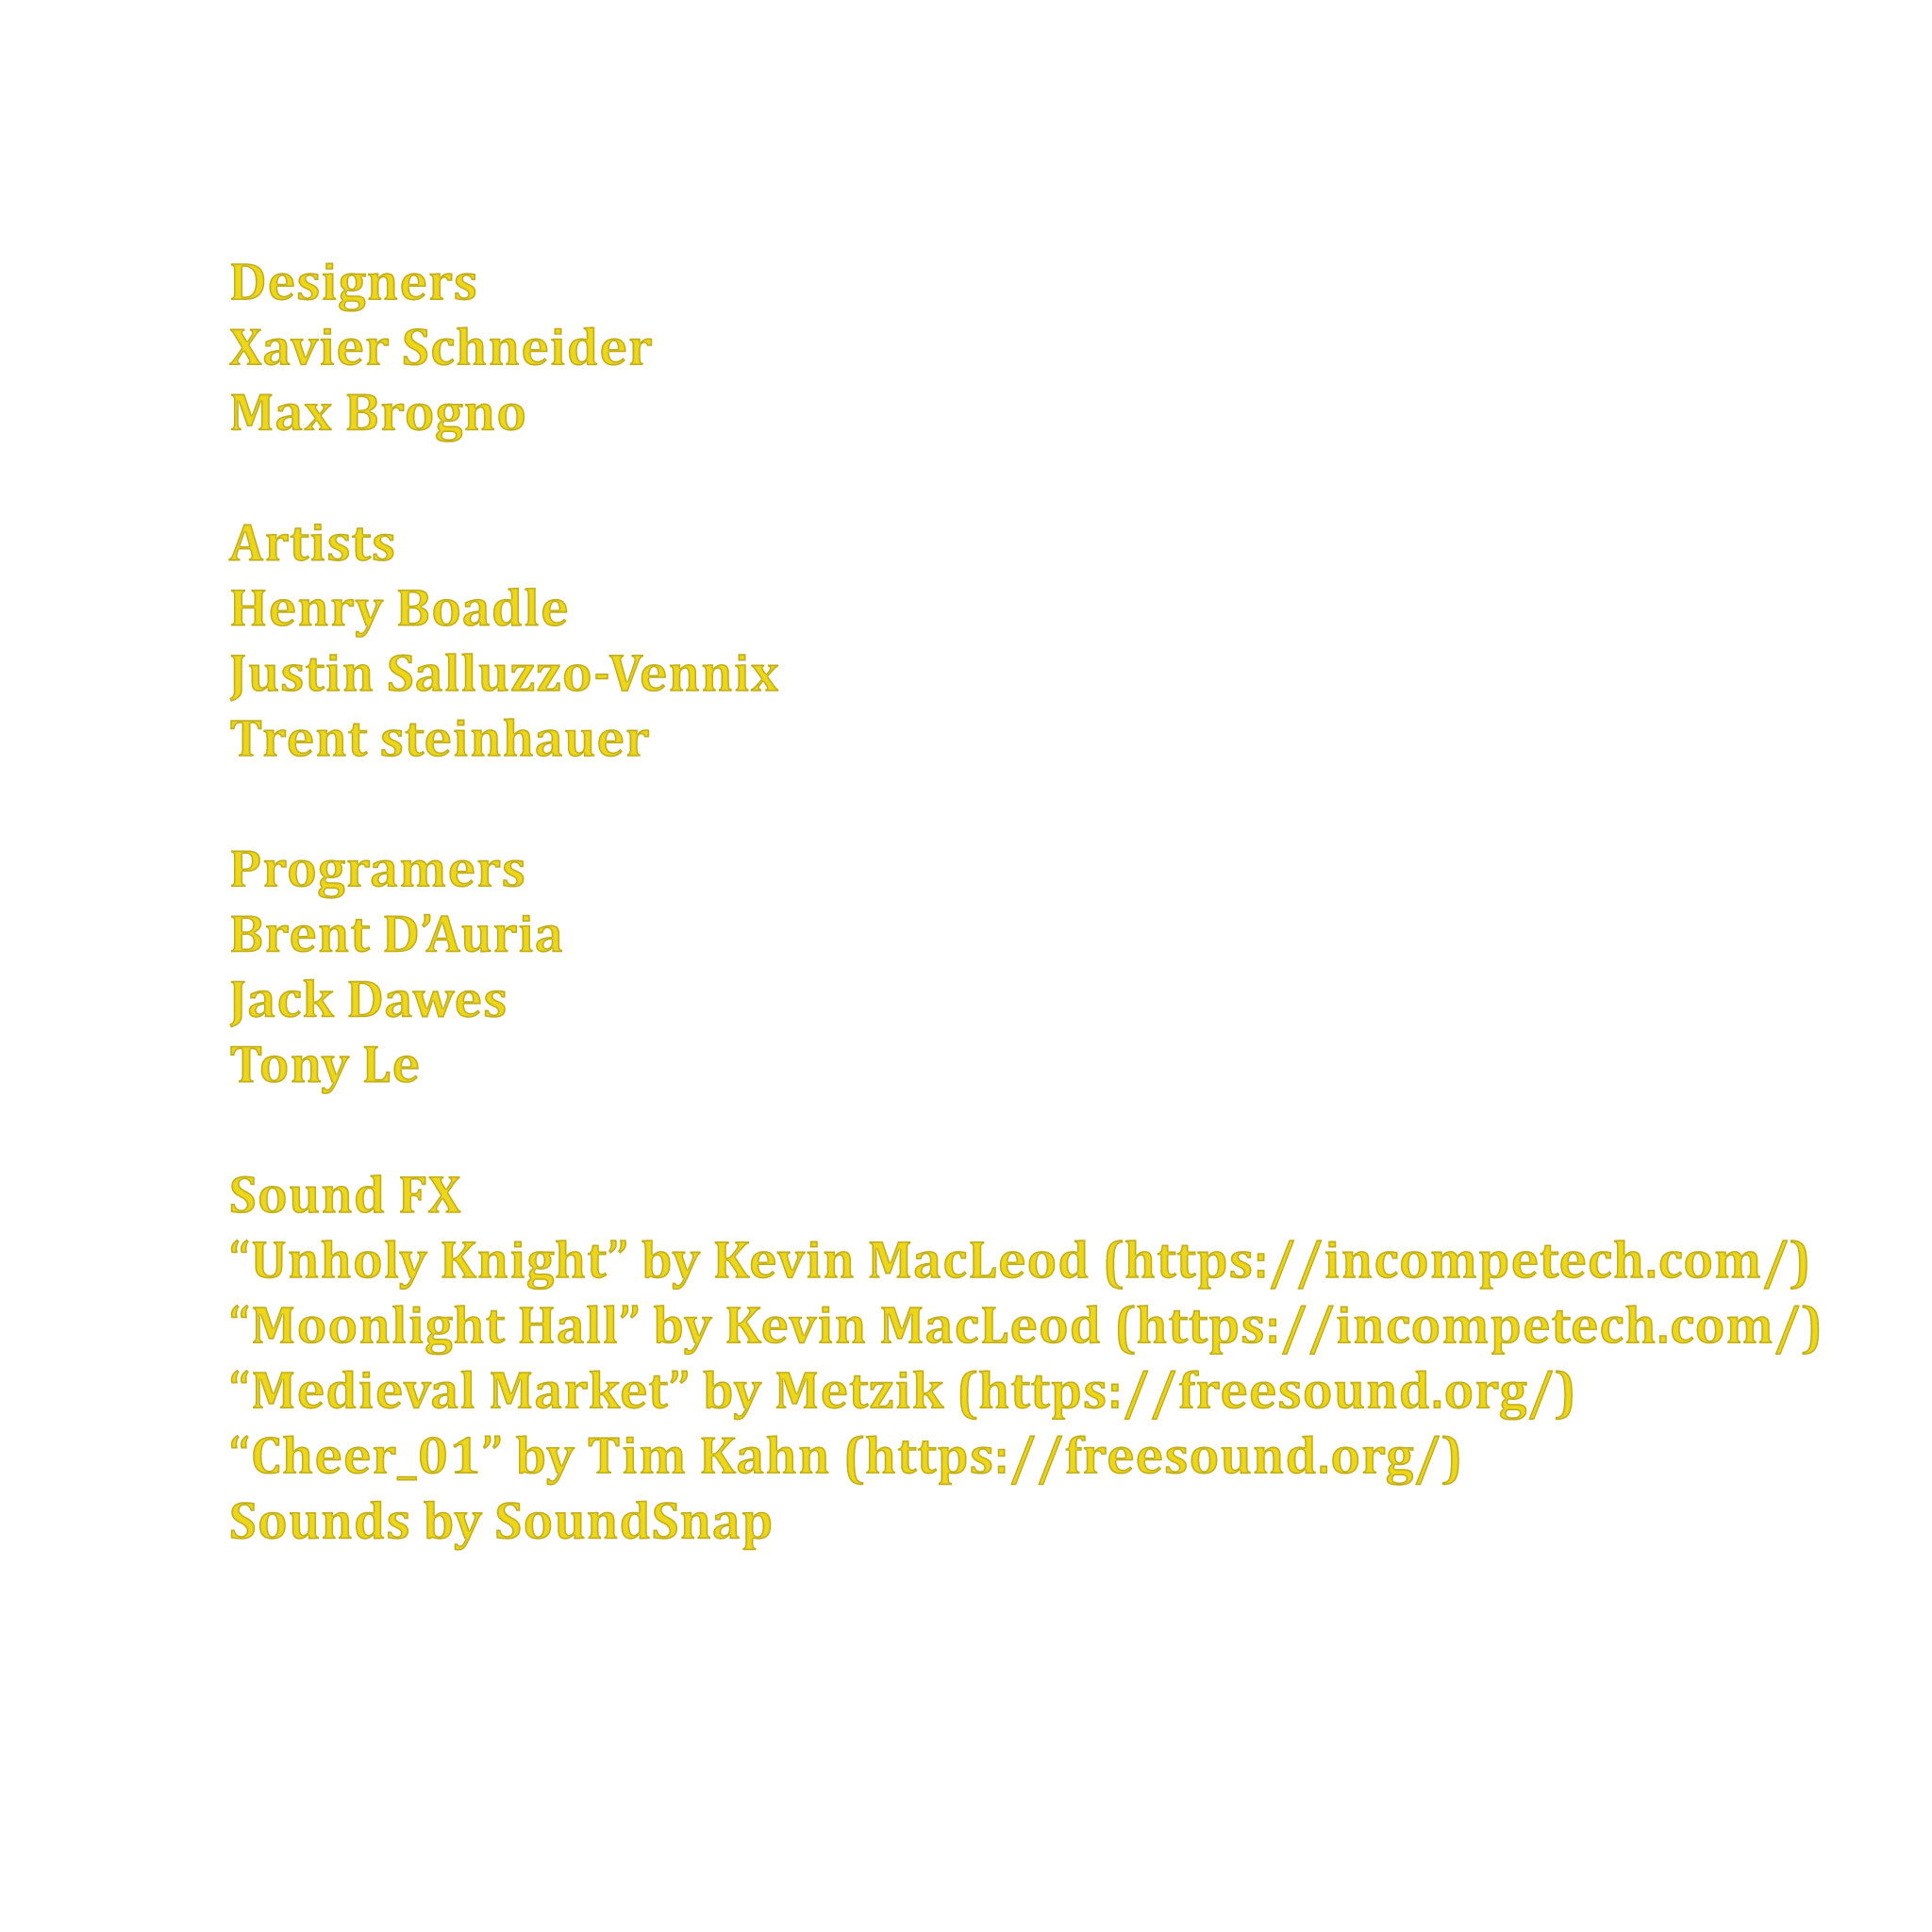 Designers
Xavier Schneider
Max Brogno
Artists
Henry Boadle
Justin Salluzzo-Vennix
Trent steinhauer
Programers
Brent D’Auria
Jack Dawes
Tony Le
Sound FX
“Unholy Knight” by Kevin MacLeod (https://incompetech.com/)
“Moonlight Hall” by Kevin MacLeod (https://incompetech.com/)
“Medieval Market” by Metzik (https://freesound.org/)
“Cheer_01” by Tim Kahn (https://freesound.org/)
Sounds by SoundSnap